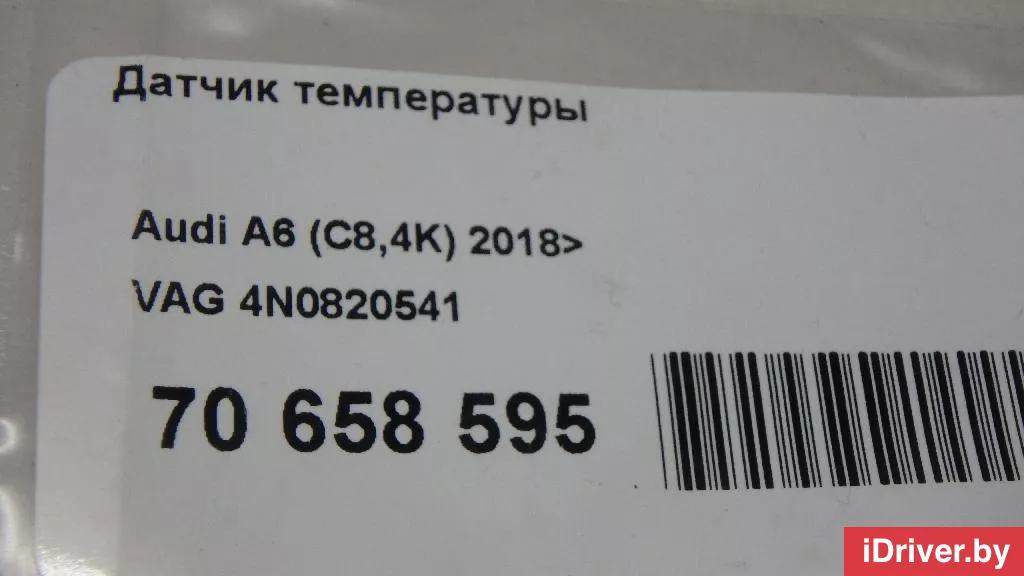 Датчик температуры
Audi A6 (C8,4K) 2018>
VAG 4N0820541
70 658 595
iDriver.by